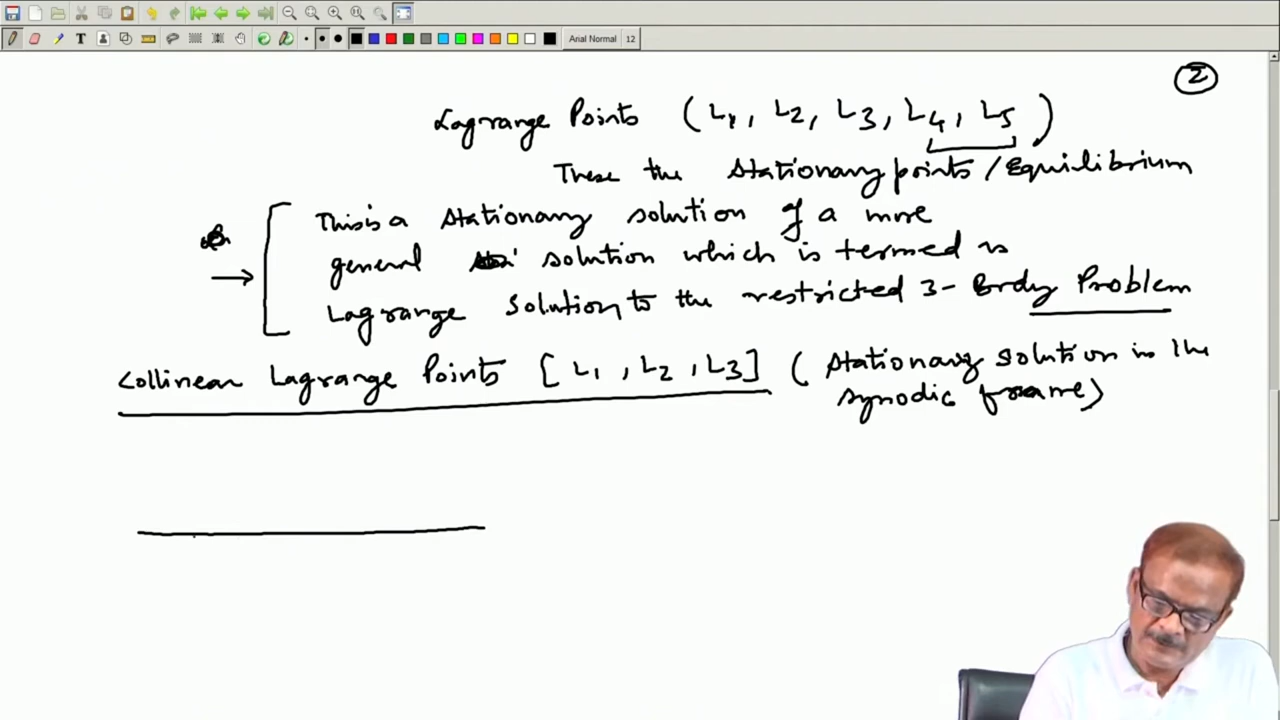 Arial Normal 12
2
Lagrange Points (L1, L2, L3, L4, L5)
These the stationary points/Equilibrium
This is a stationary solution of a more
general solution which is termed as
Lagrange solution to the restricted 3-Body Problem
Collinear Lagrange Points [L1, L2, L3] (Stationary solution in the
synodic frame)